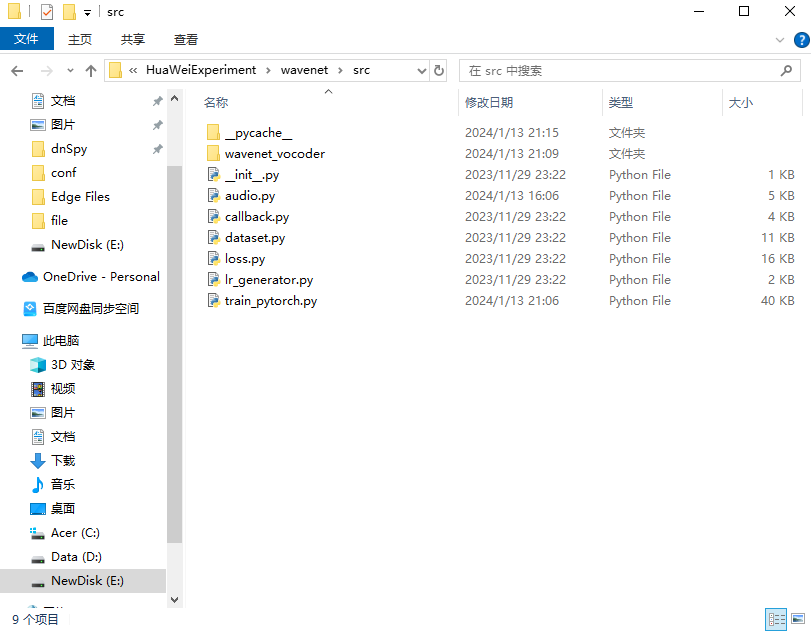 src
文件 主页 共享 查看
« HuaWeiExperiment > wavenet > src 在 src 中搜索
名称 修改日期 类型 大小
文档
图片
dnSpy
conf
Edge Files
file
NewDisk (E:)
OneDrive - Personal
百度网盘同步空间
此电脑
3D 对象
视频
图片
文档
下载
音乐
桌面
Acer (C:)
Data (D:)
NewDisk (E:)
__pycache__ 2024/1/13 21:15 文件夹
wavenet_vocoder 2024/1/13 21:09 文件夹
__init__.py 2023/11/29 23:22 Python File 1 KB
audio.py 2024/1/13 16:06 Python File 5 KB
callback.py 2023/11/29 23:22 Python File 4 KB
dataset.py 2023/11/29 23:22 Python File 11 KB
loss.py 2023/11/29 23:22 Python File 16 KB
lr_generator.py 2023/11/29 23:22 Python File 2 KB
train_pytorch.py 2024/1/13 21:06 Python File 40 KB
9 个项目